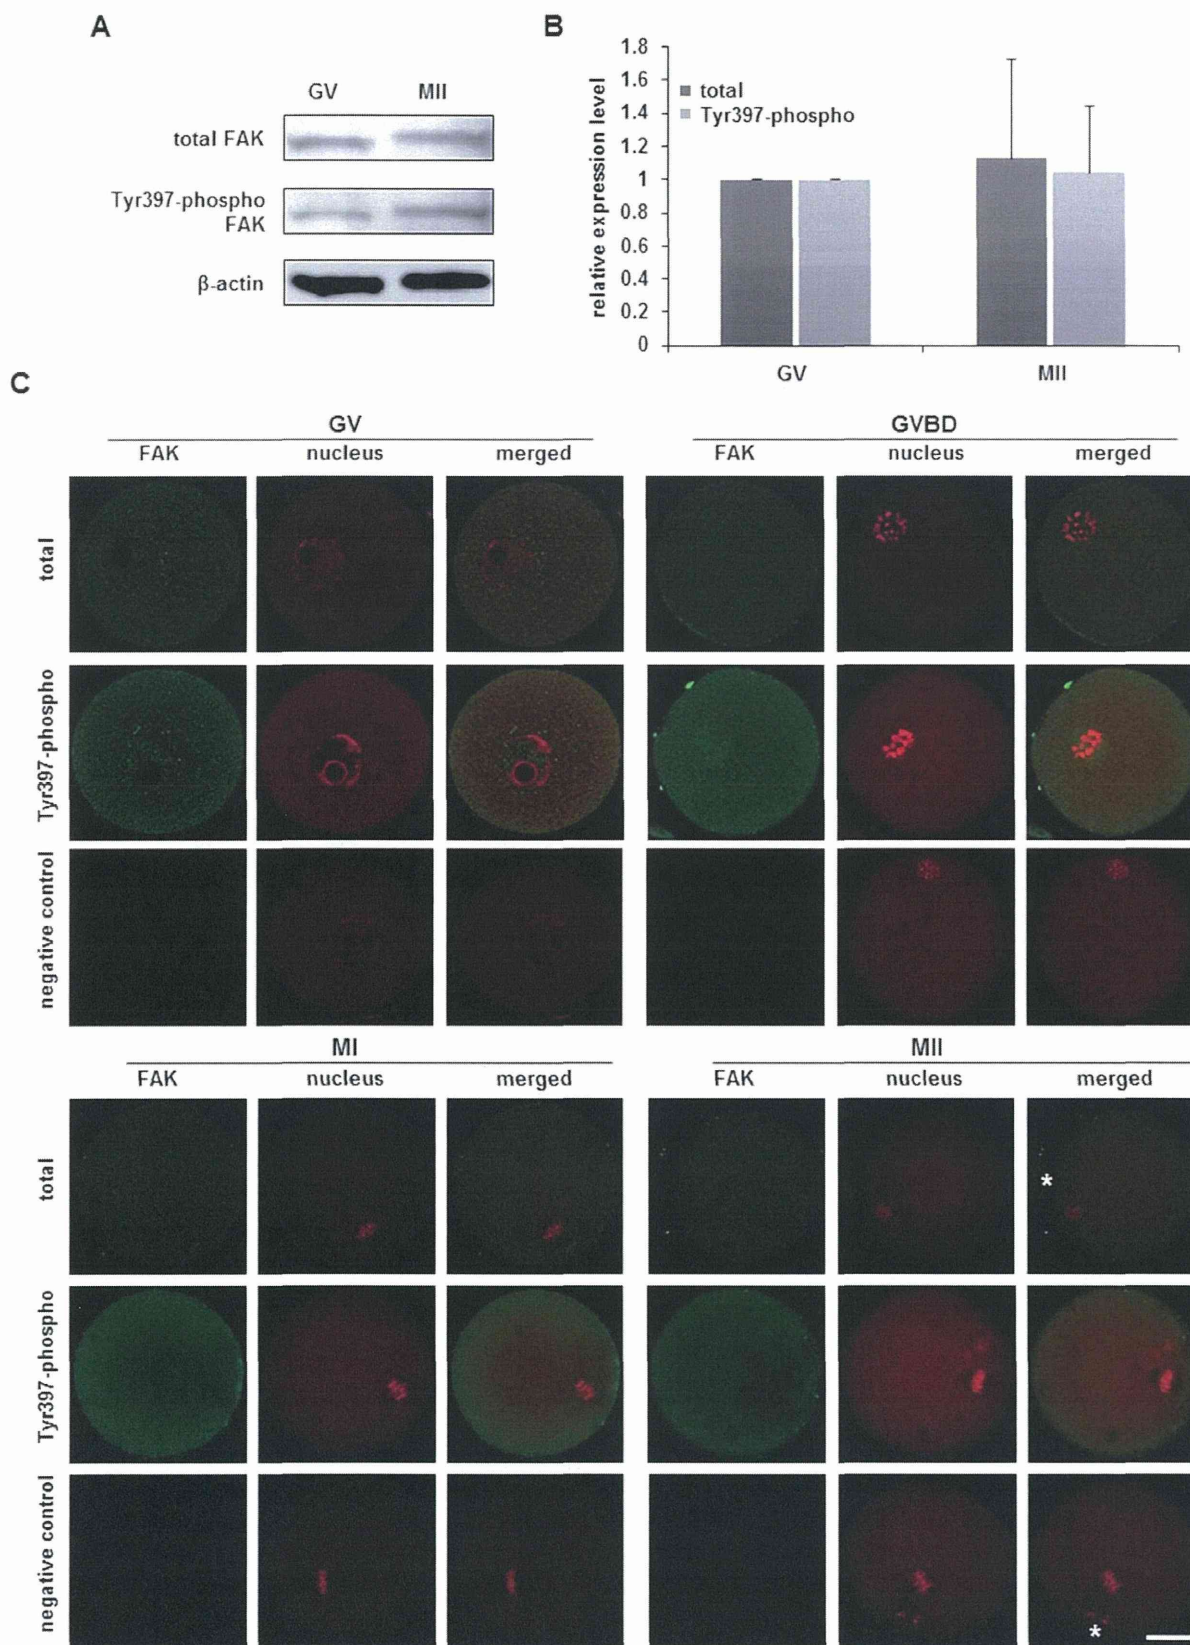 A
GV MII
total FAK
Tyr397-phospho
FAK
β-actin
B
relative expression level
1.8
1.6
1.4
1.2
1
0.8
0.6
0.4
0.2
0
total
Tyr397-phospho
GV MII
C
GV GVBD
FAK nucleus merged FAK nucleus merged
total
Tyr397-phospho
negative control
MI MII
FAK nucleus merged FAK nucleus merged
total
*
Tyr397-phospho
negative control
*